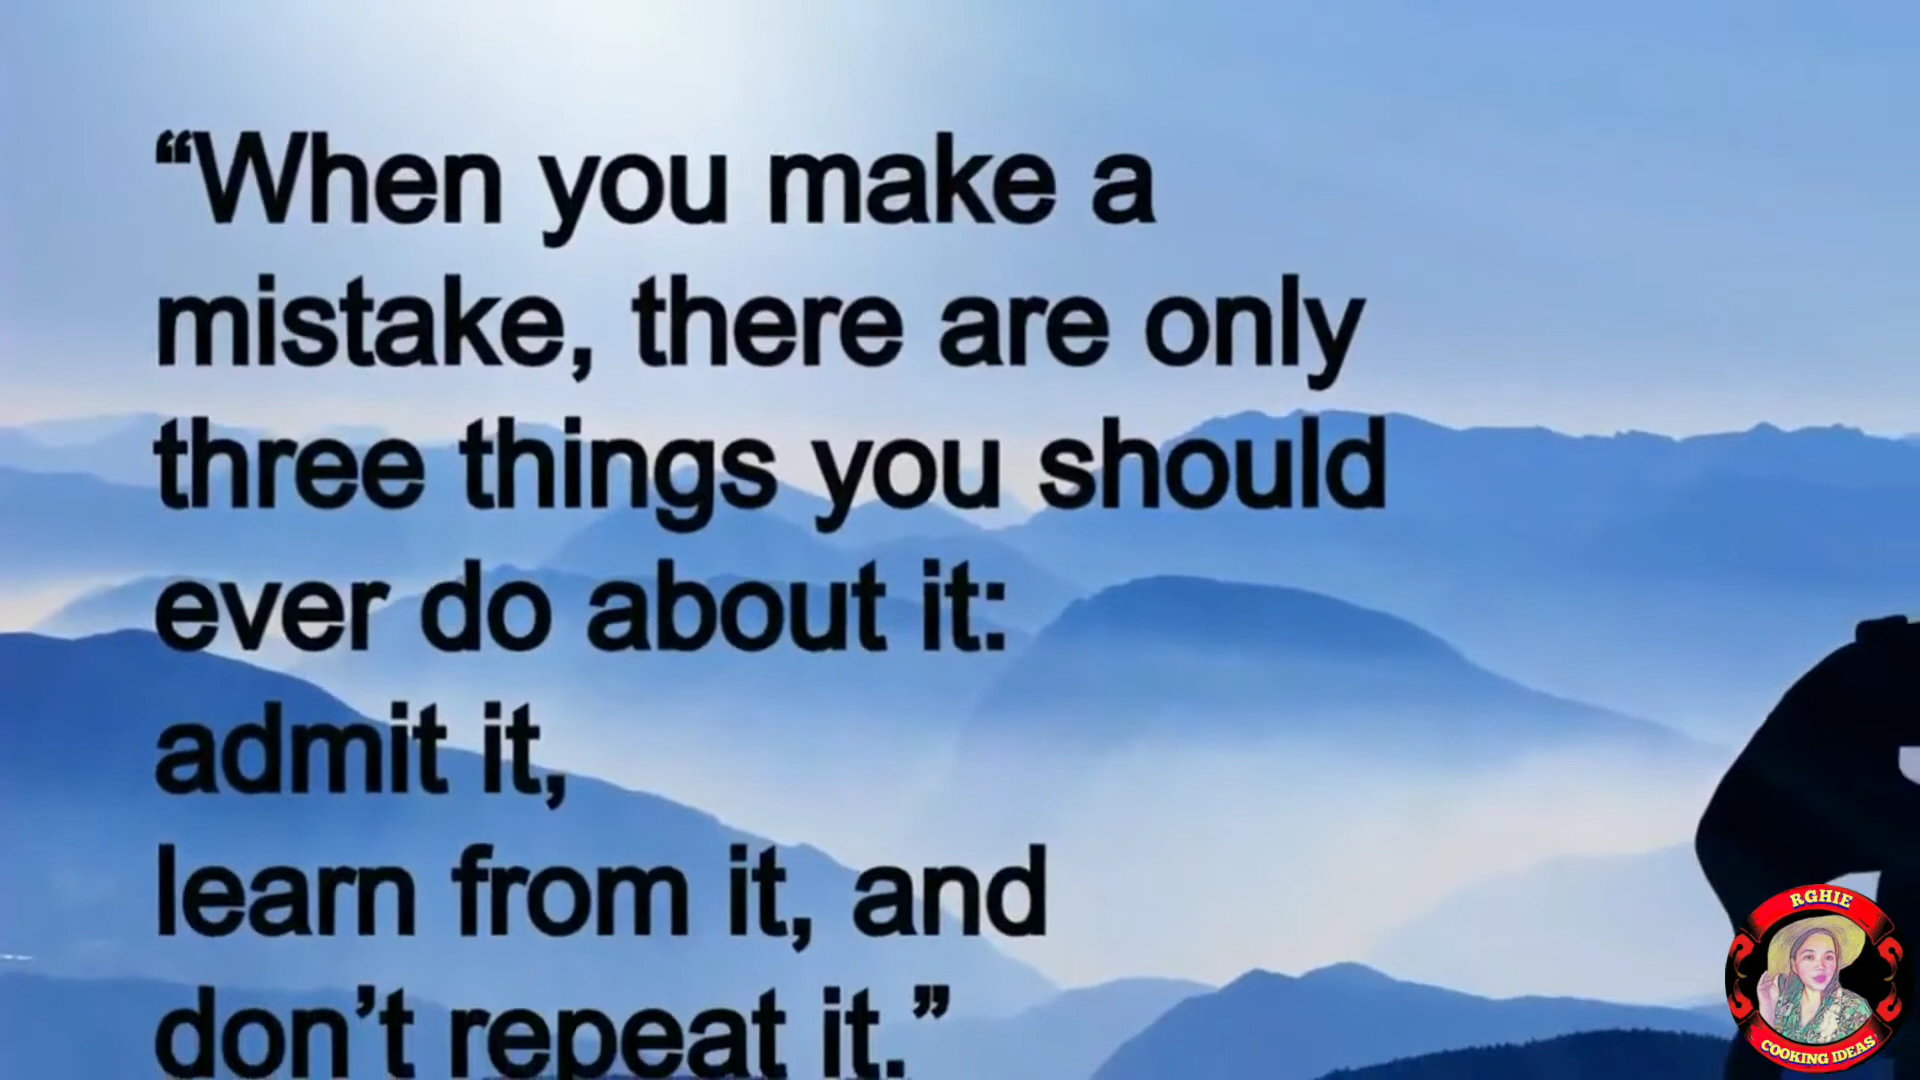 “When you make a
mistake, there are only
three things you should
ever do about it:
admit it,
learn from it, and
don’t repeat it.”
RGHIE
COOKING IDEAS